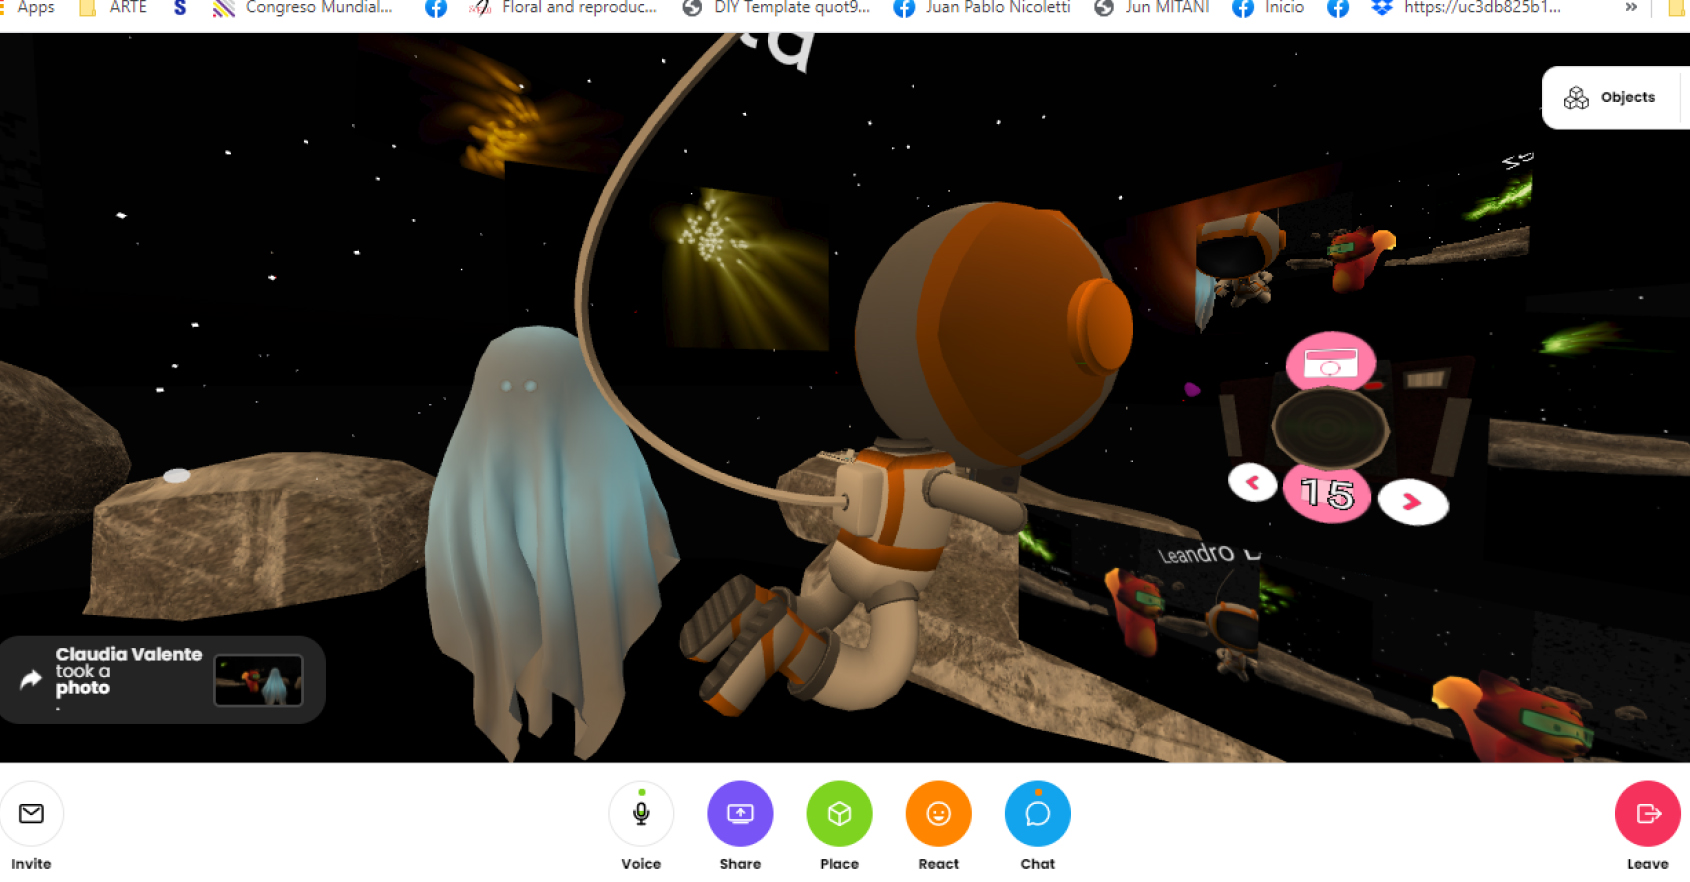 Apps ARTE S Congreso Mundial... Floral and reproduc... DIY Template quot9... Juan Pablo Nicoletti Jun MITANI Inicio https://uc3db825b1... »
Objects
15
Leandro
Claudia Valente
took a
photo
.
Invite Voice Share Place React Chat Leave